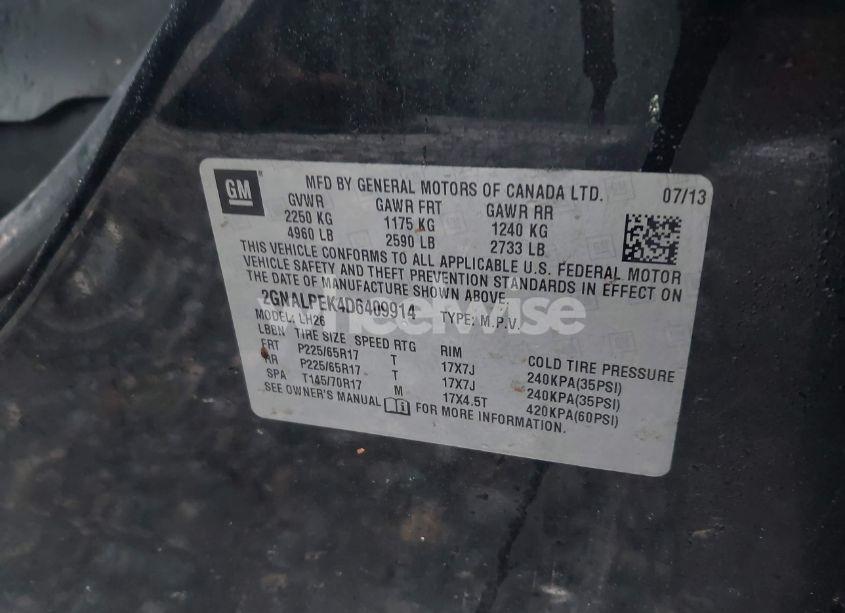 GM
MFD BY GENERAL MOTORS OF CANADA LTD. 07/13
GVWR GAWR FRT GAWR RR
2250 KG 1175 KG 1240 KG
4960 LB 2590 LB 2733 LB
THIS VEHICLE CONFORMS TO ALL APPLICABLE U.S. FEDERAL MOTOR
VEHICLE SAFETY AND THEFT PREVENTION STANDARDS IN EFFECT ON
THE DATE OF MANUFACTURE SHOWN ABOVE.
2GNALPEK4D6409914 TYPE: M.P.V.
MODEL: LH26
LBBN TIRE SIZE SPEED RTG RIM COLD TIRE PRESSURE
FRT P225/65R17 T 17X7J 240KPA(35PSI)
RR P225/65R17 T 17X7J 240KPA(35PSI)
SPA T145/70R17 M 17X4.5T 420KPA(60PSI)
SEE OWNER'S MANUAL FOR MORE INFORMATION.